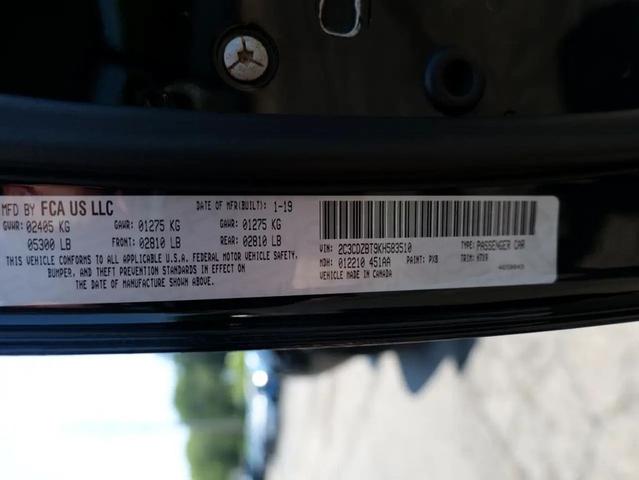 MFD BY FCA US LLC DATE OF MFR(BUILT): 1-19
GVWR: 02405 KG GAWR: 01275 KG GAWR: 01275 KG
05300 LB FRONT: 02810 LB REAR: 02810 LB
THIS VEHICLE CONFORMS TO ALL APPLICABLE U.S.A. FEDERAL MOTOR VEHICLE SAFETY,
BUMPER, AND THEFT PREVENTION STANDARDS IN EFFECT ON
THE DATE OF MANUFACTURE SHOWN ABOVE.
VIN: 2C3CDZBT9KH583510 TYPE: PASSENGER CAR
MDH: 012210 451AA PAINT: PX8 TRIM: H7X9
VEHICLE MADE IN CANADA